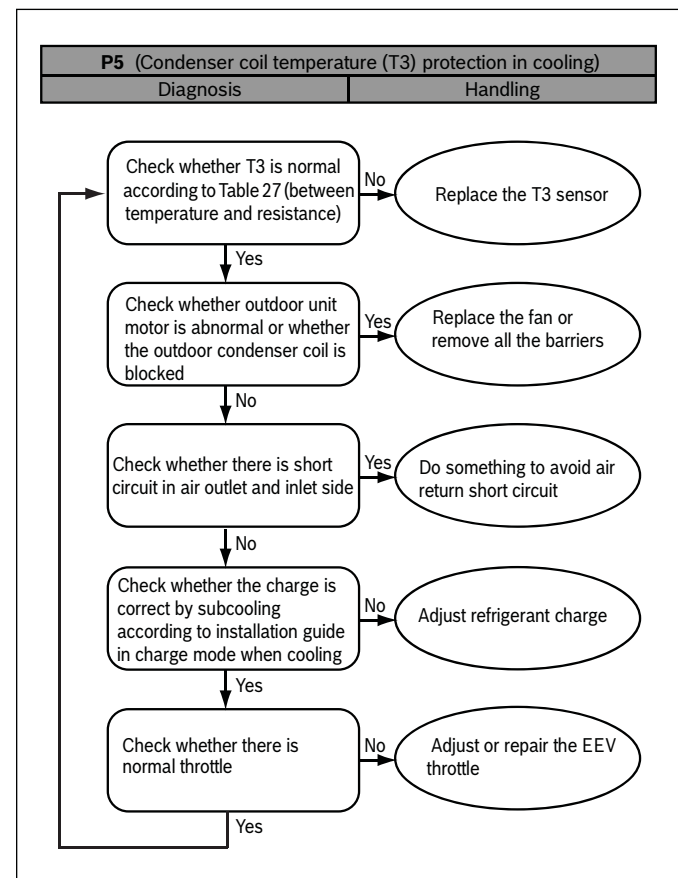 P5 (Condenser coil temperature (T3) protection in cooling)
Diagnosis
Handling
Check whether T3 is normal
according to Table 27 (between
temperature and resistance)
No
Replace the T3 sensor
Yes
Check whether outdoor unit
motor is abnormal or whether
the outdoor condenser coil is
blocked
Yes
Replace the fan or
remove all the barriers
No
Check whether there is short
circuit in air outlet and inlet side
Yes
Do something to avoid air
return short circuit
No
Check whether the charge is
correct by subcooling
according to installation guide
in charge mode when cooling
No
Adjust refrigerant charge
Yes
Check whether there is
normal throttle
No
Adjust or repair the EEV
throttle
Yes